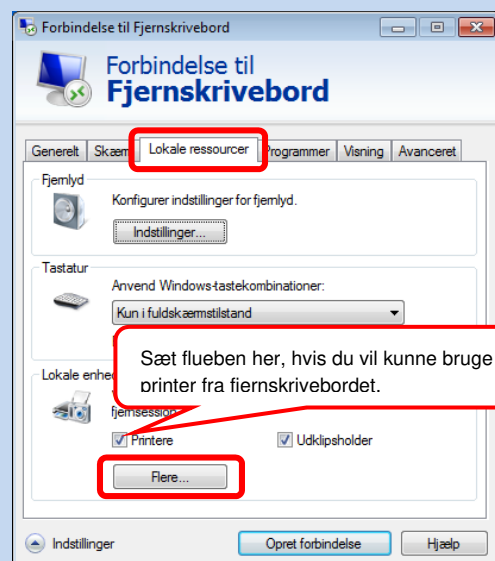 Forbindelse til Fjernskrivebord
Forbindelse til
Fjernskrivebord
Generelt Skærm Lokale ressourcer Programmer Visning Avanceret
Fjernlyd
Konfigurer indstillinger for fjernlyd.
Indstillinger...
Tastatur
Anvend Windows-tastekombinationer:
Kun i fuldskærmstilstand
Sæt flueben her, hvis du vil kunne bruge
printer fra fjernskrivebordet.
Lokale
fjernsession
Printere Udklipsholder
Flere...
Indstillinger Opret forbindelse Hjælp